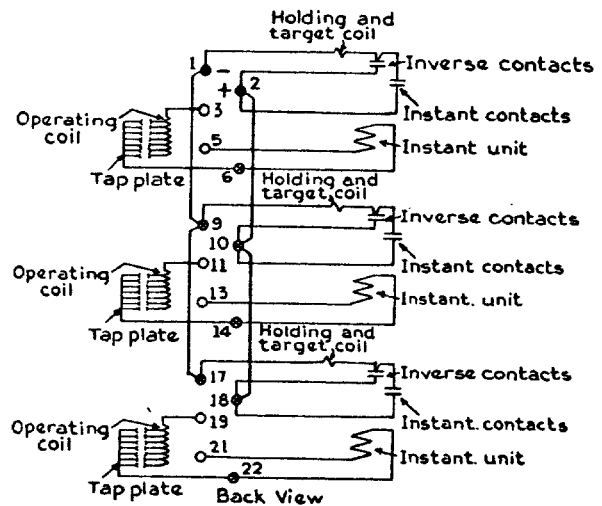 Holding and
target coil
1
-
+
2
Inverse contacts
3
Operating
coil
Instant contacts
5
Instant unit
Tap plate
6
Holding and
target coil
9
10
Inverse contacts
11
Operating
coil
Instant contacts
13
Instant. unit
Tap plate
14
Holding and
target coil
17
Inverse contacts
18
19
Operating
coil
Instant. contacts
21
Instant. unit
22
Tap plate
Back View